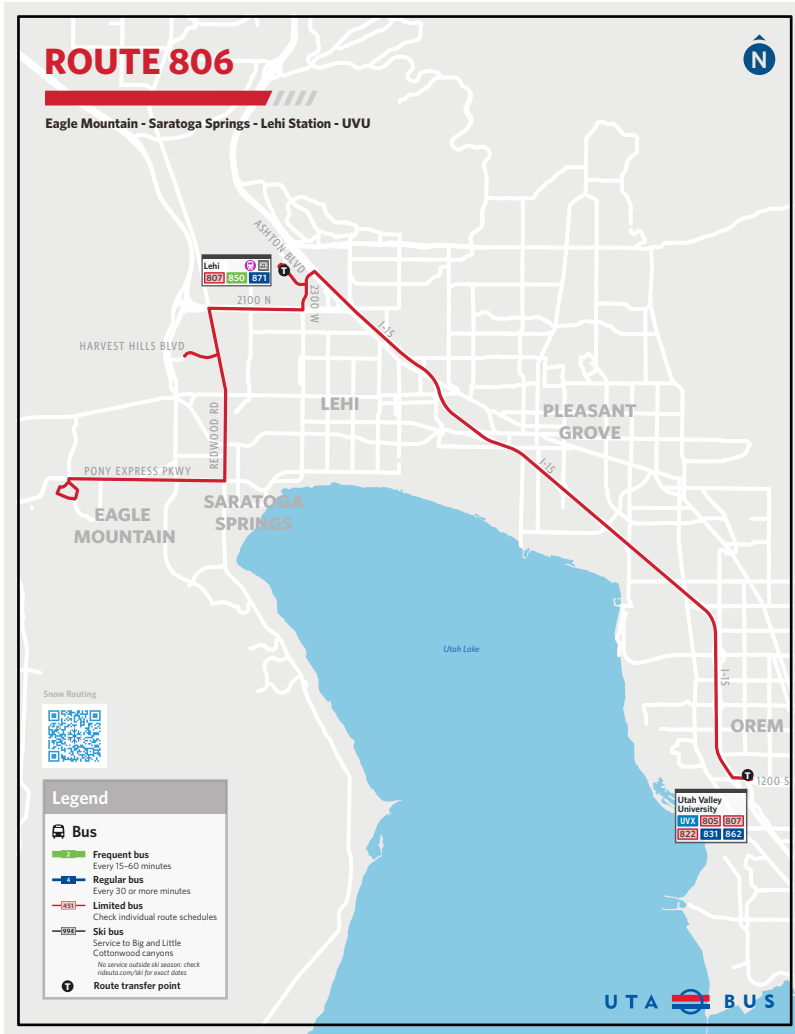 ROUTE 806
N
Eagle Mountain - Saratoga Springs - Lehi Station - UVU
ASHTON BLVD
Lehi
807 850 871
T
2100 N
2300 W
I-15
HARVEST HILLS BLVD
REDWOOD RD
LEHI
PLEASANT
GROVE
I-15
PONY EXPRESS PKWY
EAGLE
MOUNTAIN
SARATOGA
SPRINGS
Utah Lake
I-15
Snow Routing
OREM
T
1200 S
Utah Valley
University
UVX 805 807
822 831 862
Legend
Bus
2
Frequent bus
Every 15-60 minutes
4
Regular bus
Every 30 or more minutes
451
Limited bus
Check individual route schedules
994
Ski bus
Service to Big and Little
Cottonwood canyons
No service outside ski season: check
rideuta.com/ski for exact dates
T
Route transfer point
UTA BUS